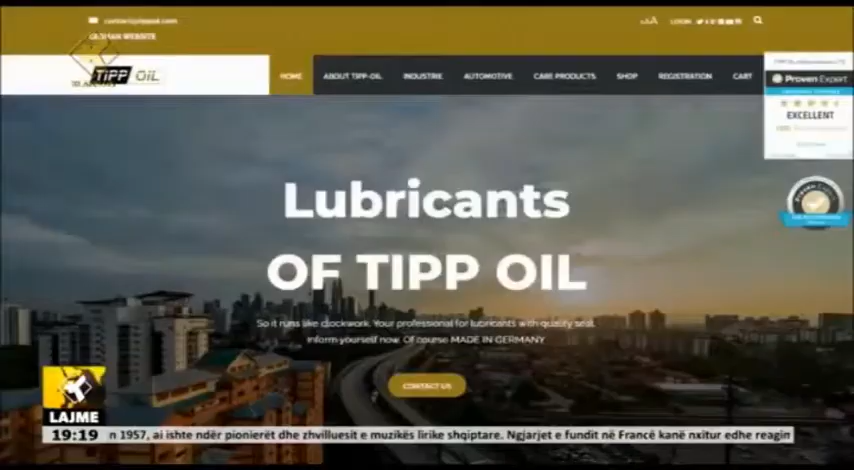 LOGIN
GERMAN WEBSITE
TIPP OIL
HOME ABOUT TIPP-OIL INDUSTRIE AUTOMOTIVE CARE PRODUCTS SHOP REGISTRATION CART
Proven Expert
EXCELLENT
Lubricants
OF TIPP OIL
So it runs like clockwork. Your professional for lubricants with quality seal.
Inform yourself now. Of course MADE IN GERMANY
CONTACT US
LAJME
19:19 n 1957, ai ishte ndër pionierët dhe zhvilluesit e muzikës lirike shqiptare. Ngjarjet e fundit në Francë kanë nxitur edhe reagin